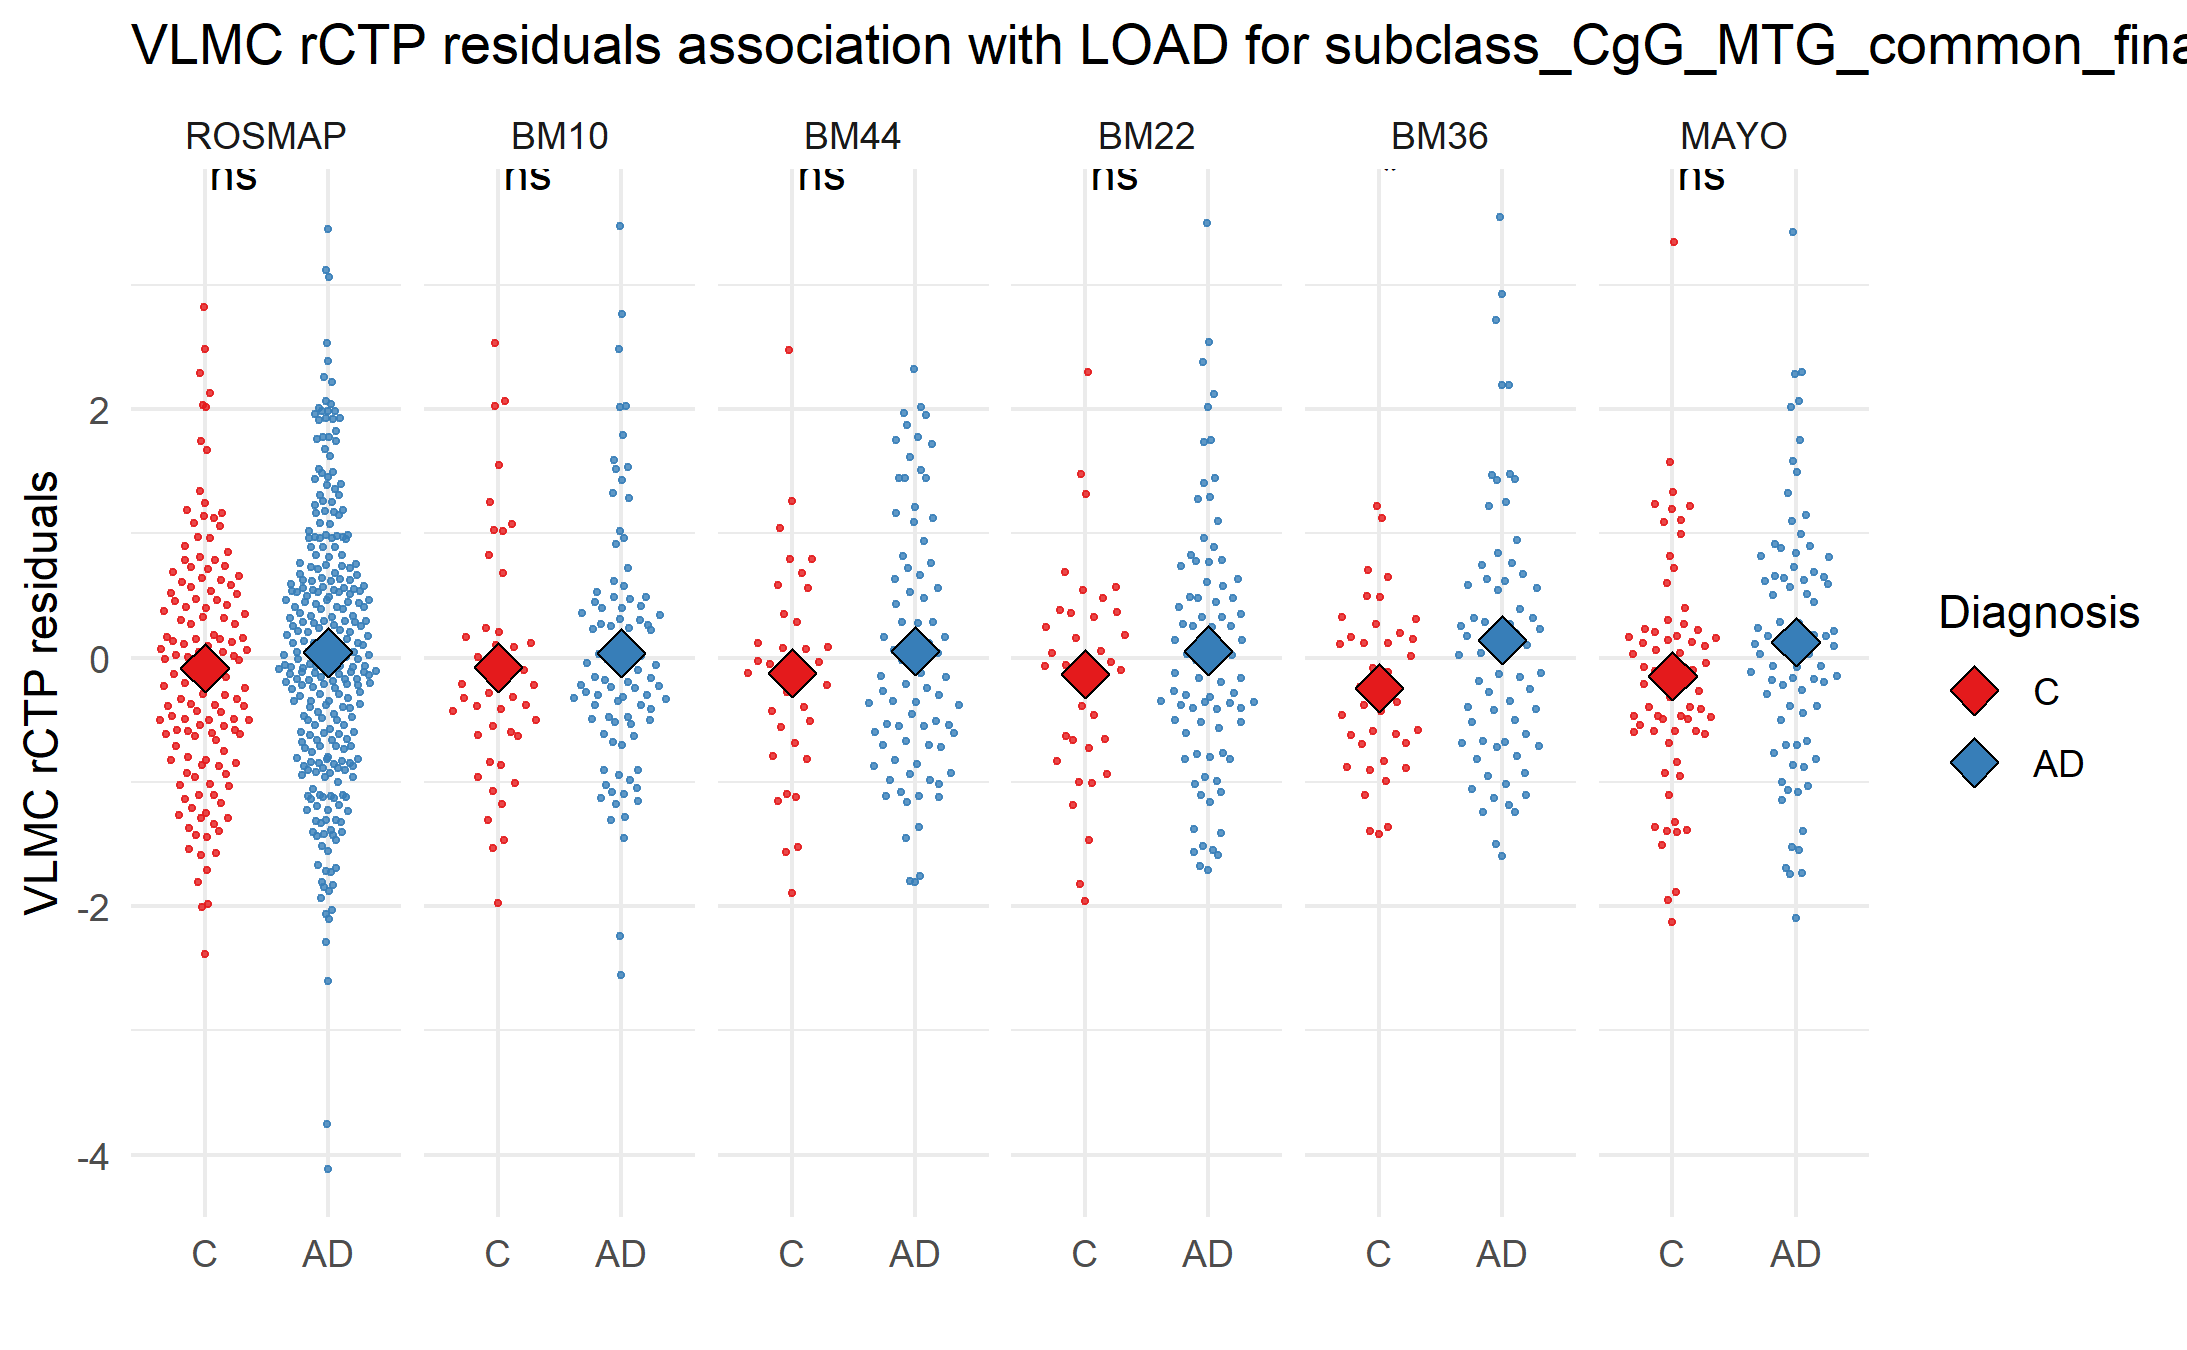 VLMC rCTP residuals association with LOAD for subclass_CgG_MTG_common_fina
ROSMAP BM10 BM44 BM22 BM36 MAYO
ns ns ns ns ns
VLMC rCTP residuals
2
0
-2
-4
C AD C AD C AD C AD C AD C AD
Diagnosis
C
AD